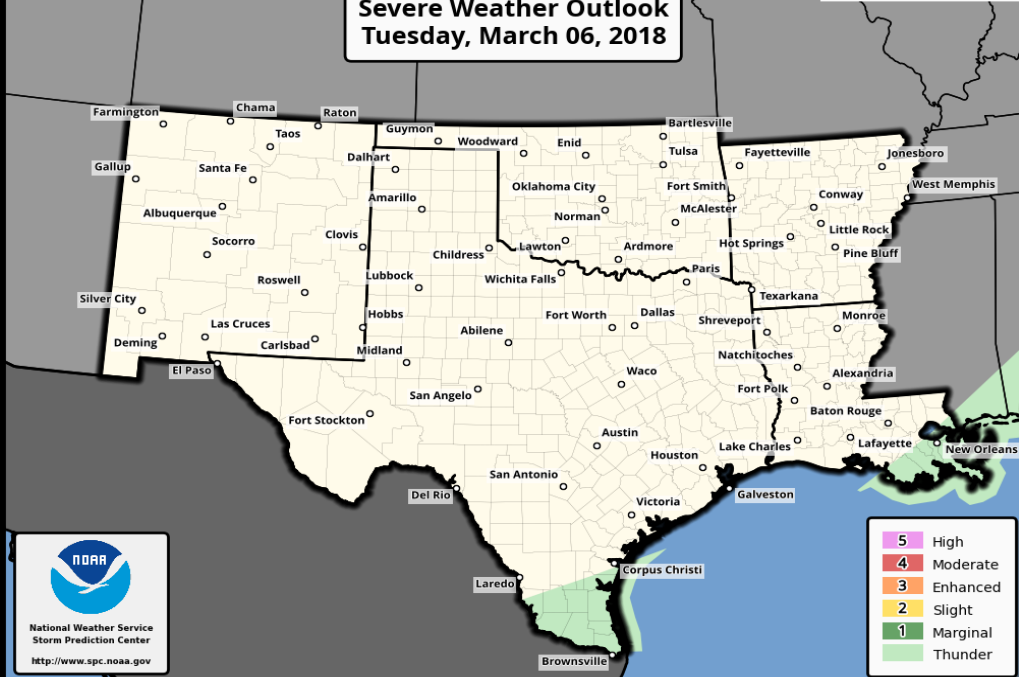 Severe Weather Outlook
Tuesday, March 06, 2018
Farmington
Chama
Raton
Taos
Guymon
Woodward
Enid
Bartlesville
Tulsa
Fayetteville
Jonesboro
Gallup
Santa Fe
Dalhart
Amarillo
Oklahoma City
Norman
Fort Smith
McAlester
Conway
West Memphis
Albuquerque
Socorro
Clovis
Childress
Lawton
Ardmore
Hot Springs
Little Rock
Pine Bluff
Roswell
Lubbock
Wichita Falls
Paris
Texarkana
Silver City
Las Cruces
Hobbs
Abilene
Fort Worth
Dallas
Shreveport
Monroe
Deming
Carlsbad
Midland
El Paso
Natchitoches
San Angelo
Waco
Fort Polk
Alexandria
Fort Stockton
Austin
Baton Rouge
Houston
Lake Charles
Lafayette
New Orleans
Del Rio
San Antonio
Victoria
Galveston
Laredo
Corpus Christi
Brownsville
NOAA
National Weather Service
Storm Prediction Center
http://www.spc.noaa.gov
5 High
4 Moderate
3 Enhanced
2 Slight
1 Marginal
Thunder